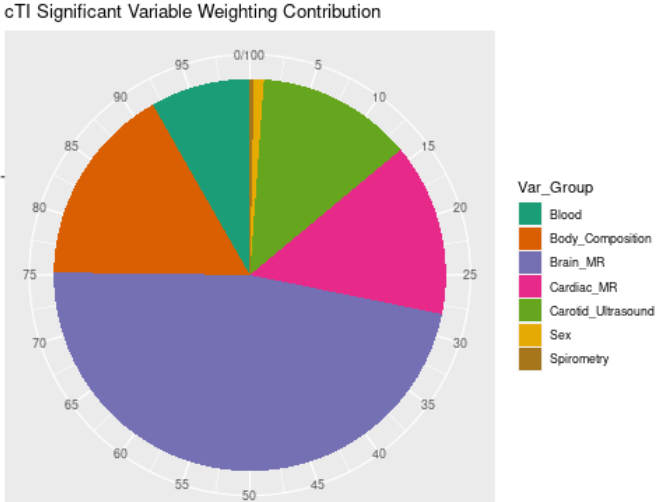 cTI Significant Variable Weighting Contribution
0/100
5
10
15
20
25
30
35
40
45
50
55
60
65
70
75
80
85
90
95
Var_Group
Blood
Body_Composition
Brain_MR
Cardiac_MR
Carotid_Ultrasound
Sex
Spirometry